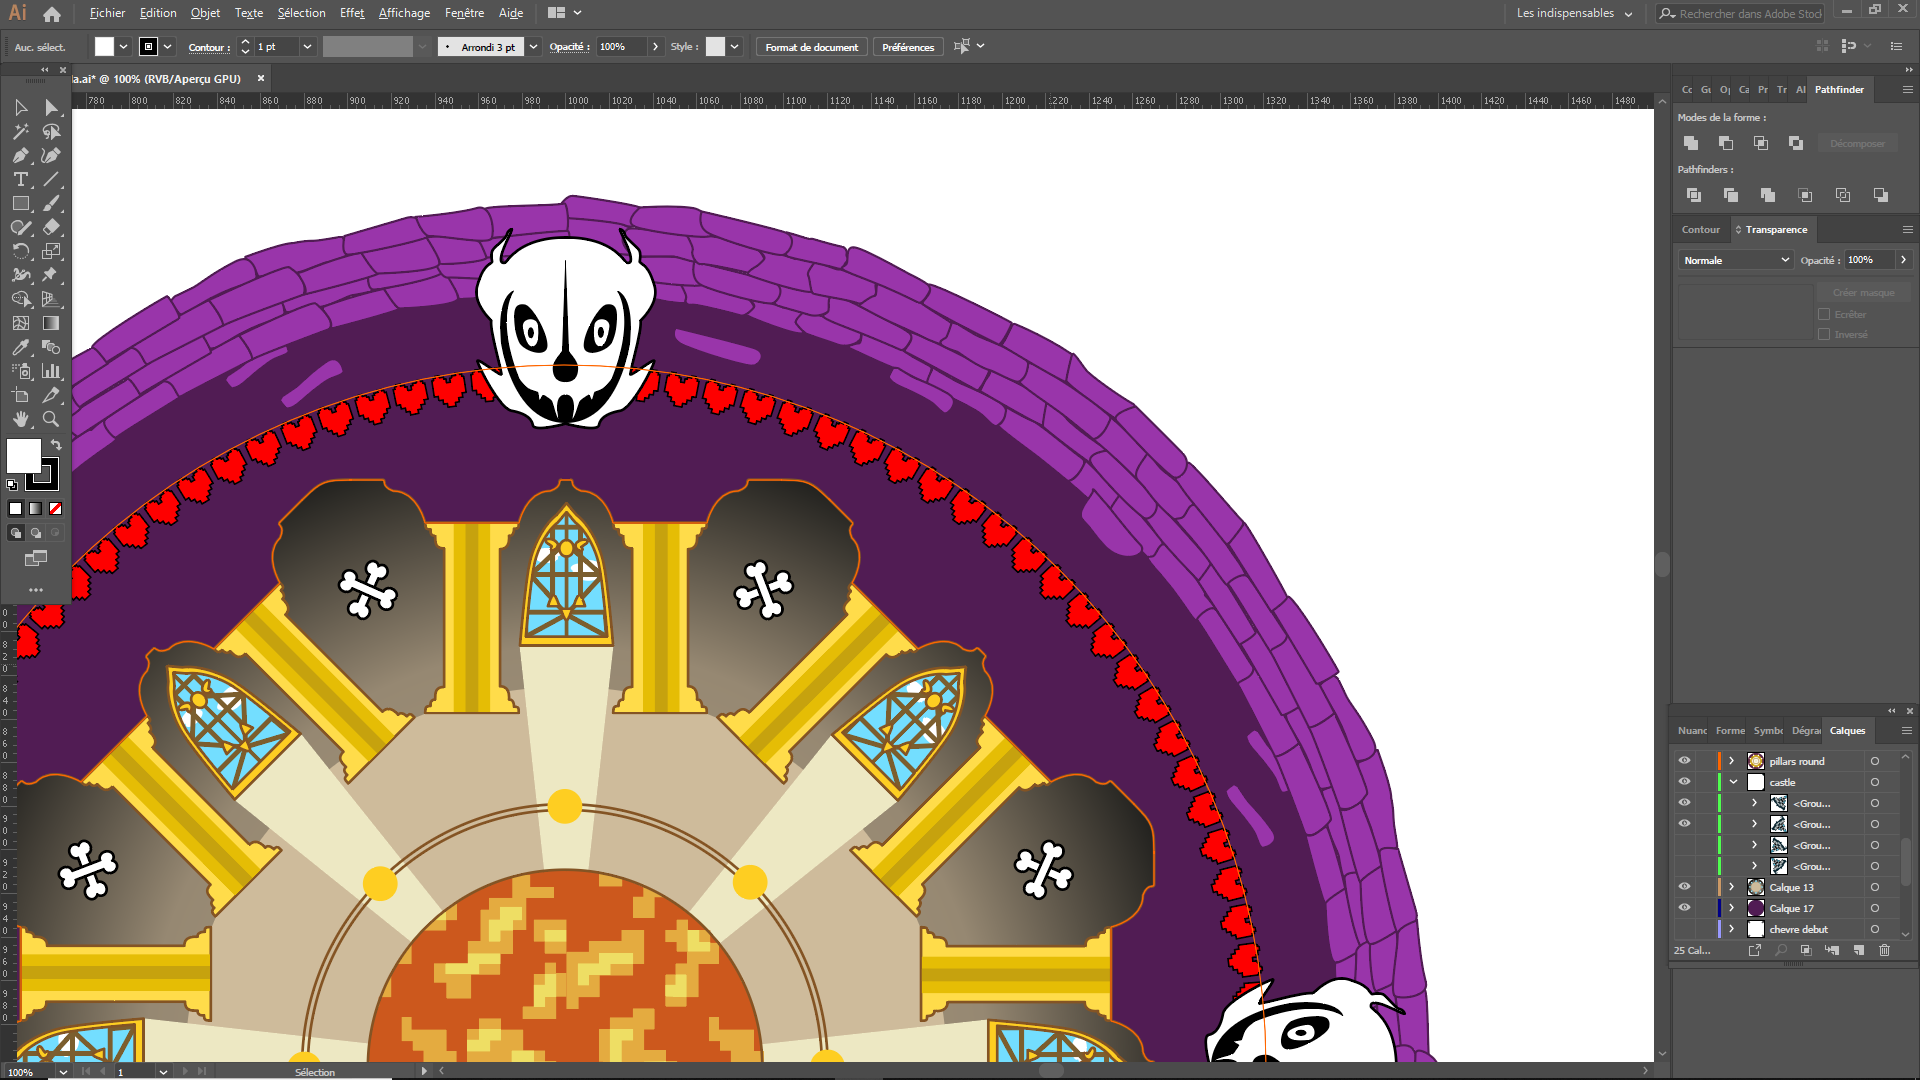 Ai
Fichier Edition Objet Texte Sélection Effet Affichage Fenêtre Aide
Les indispensables
Rechercher dans Adobe Stock
Auc. sélect.
Contour : 1 pt
Arrondi 3 pt
Opacité : 100%
Style :
Format de document
Préférences
la.ai* @ 100% (RVB/Aperçu GPU)
780 800 820 840 860 880 900 920 940 960 980 1000 1020 1040 1060 1080 1100 1120 1140 1160 1180 1200 1220 1240 1260 1280 1300 1320 1340 1360 1380 1400 1420 1440 1460 1480
Cc Gu Op Ca Pr Tr Al Pathfinder
Modes de la forme :
Décomposer
Pathfinders :
Contour Transparence
Normale
Opacité : 100%
Créer masque
Ecrêter
Inversé
Nuanc Forme Symbo Dégra Calques
pillars round
castle
<Grou...
<Grou...
<Grou...
<Grou...
Calque 13
Calque 17
chevre debut
25 Cal...
100%
1
Sélection